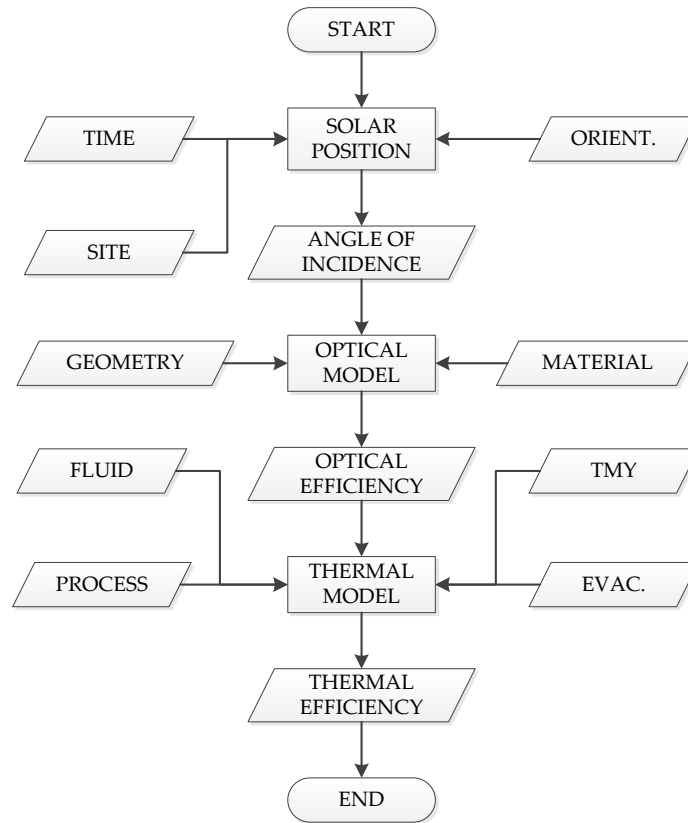 START
TIME
SOLAR
POSITION
ORIENT.
SITE
ANGLE OF
INCIDENCE
GEOMETRY
OPTICAL
MODEL
MATERIAL
FLUID
OPTICAL
EFFICIENCY
TMY
PROCESS
THERMAL
MODEL
EVAC.
THERMAL
EFFICIENCY
END